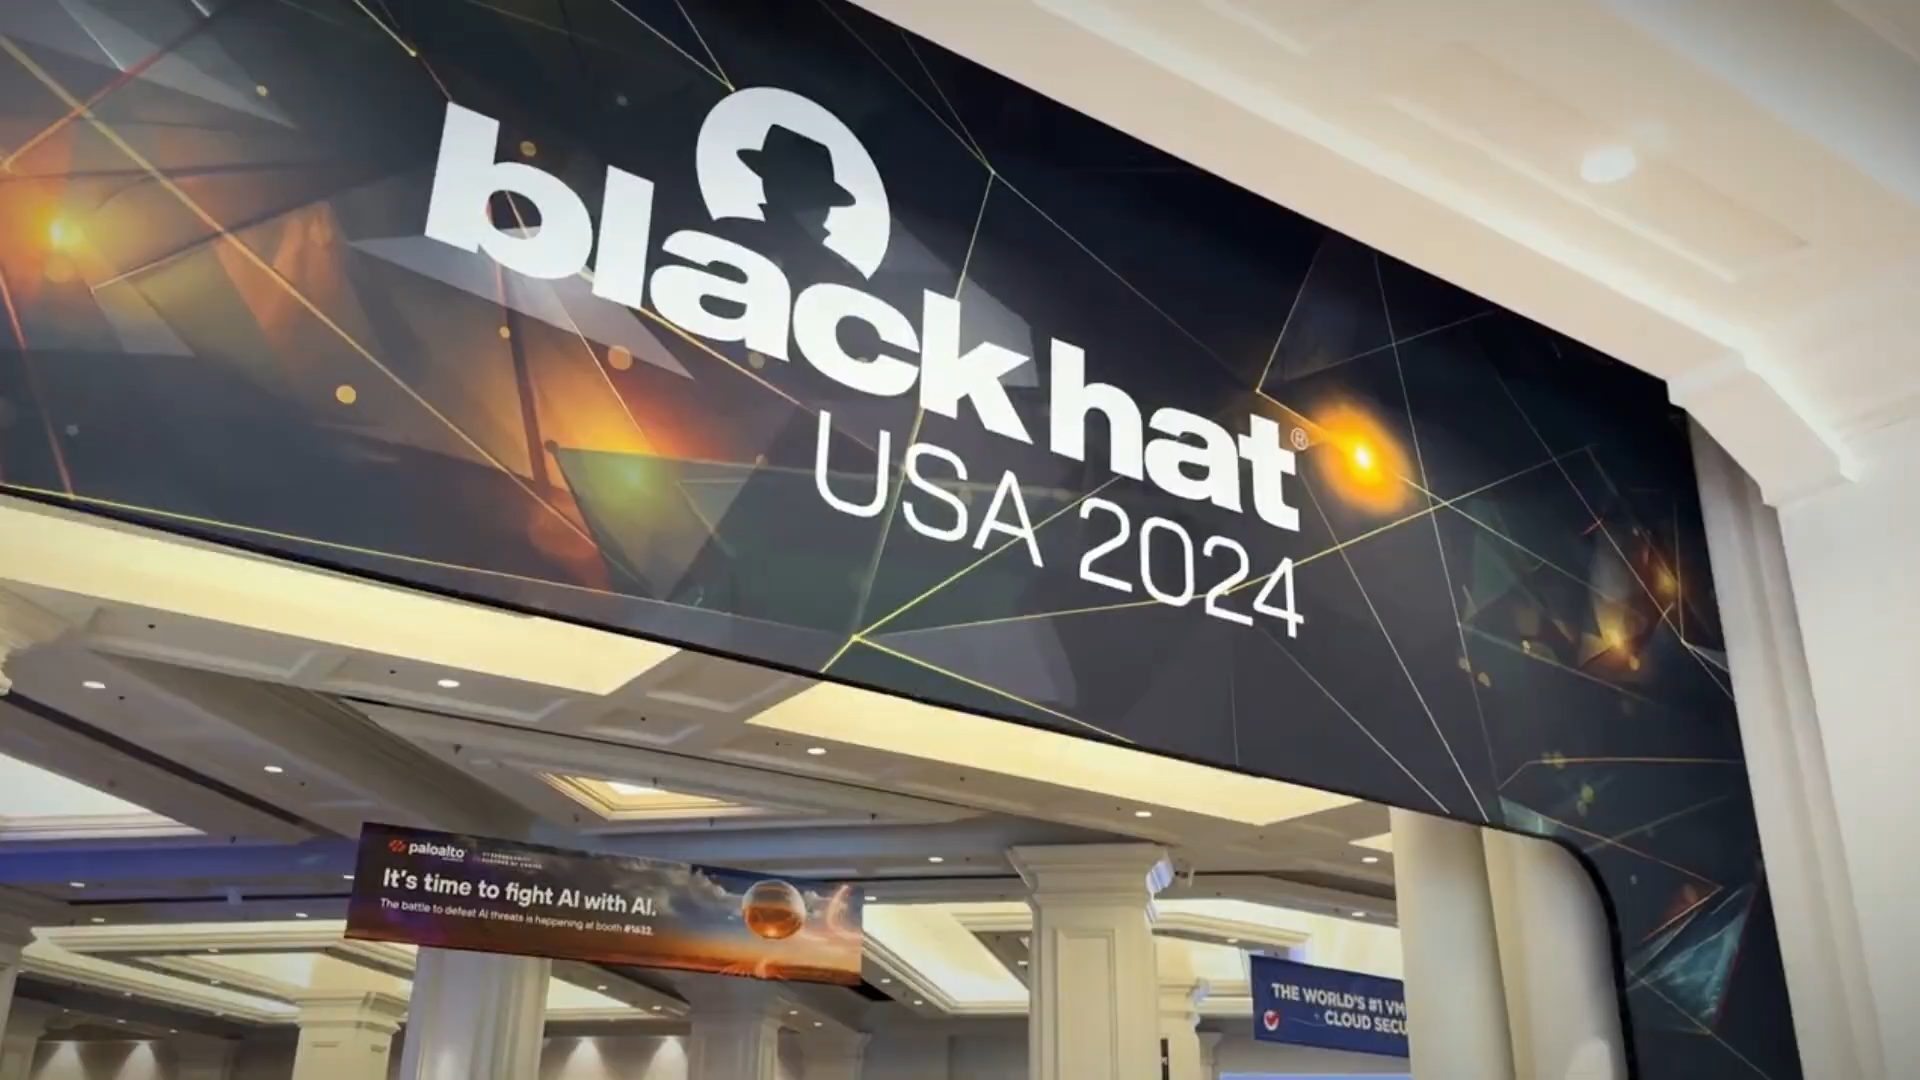 black hat®
USA 2024
paloalto
It's time to fight AI with AI.
The battle to defeat AI threats is happening at booth #1632.
THE WORLD'S #1 VM
CLOUD SECU